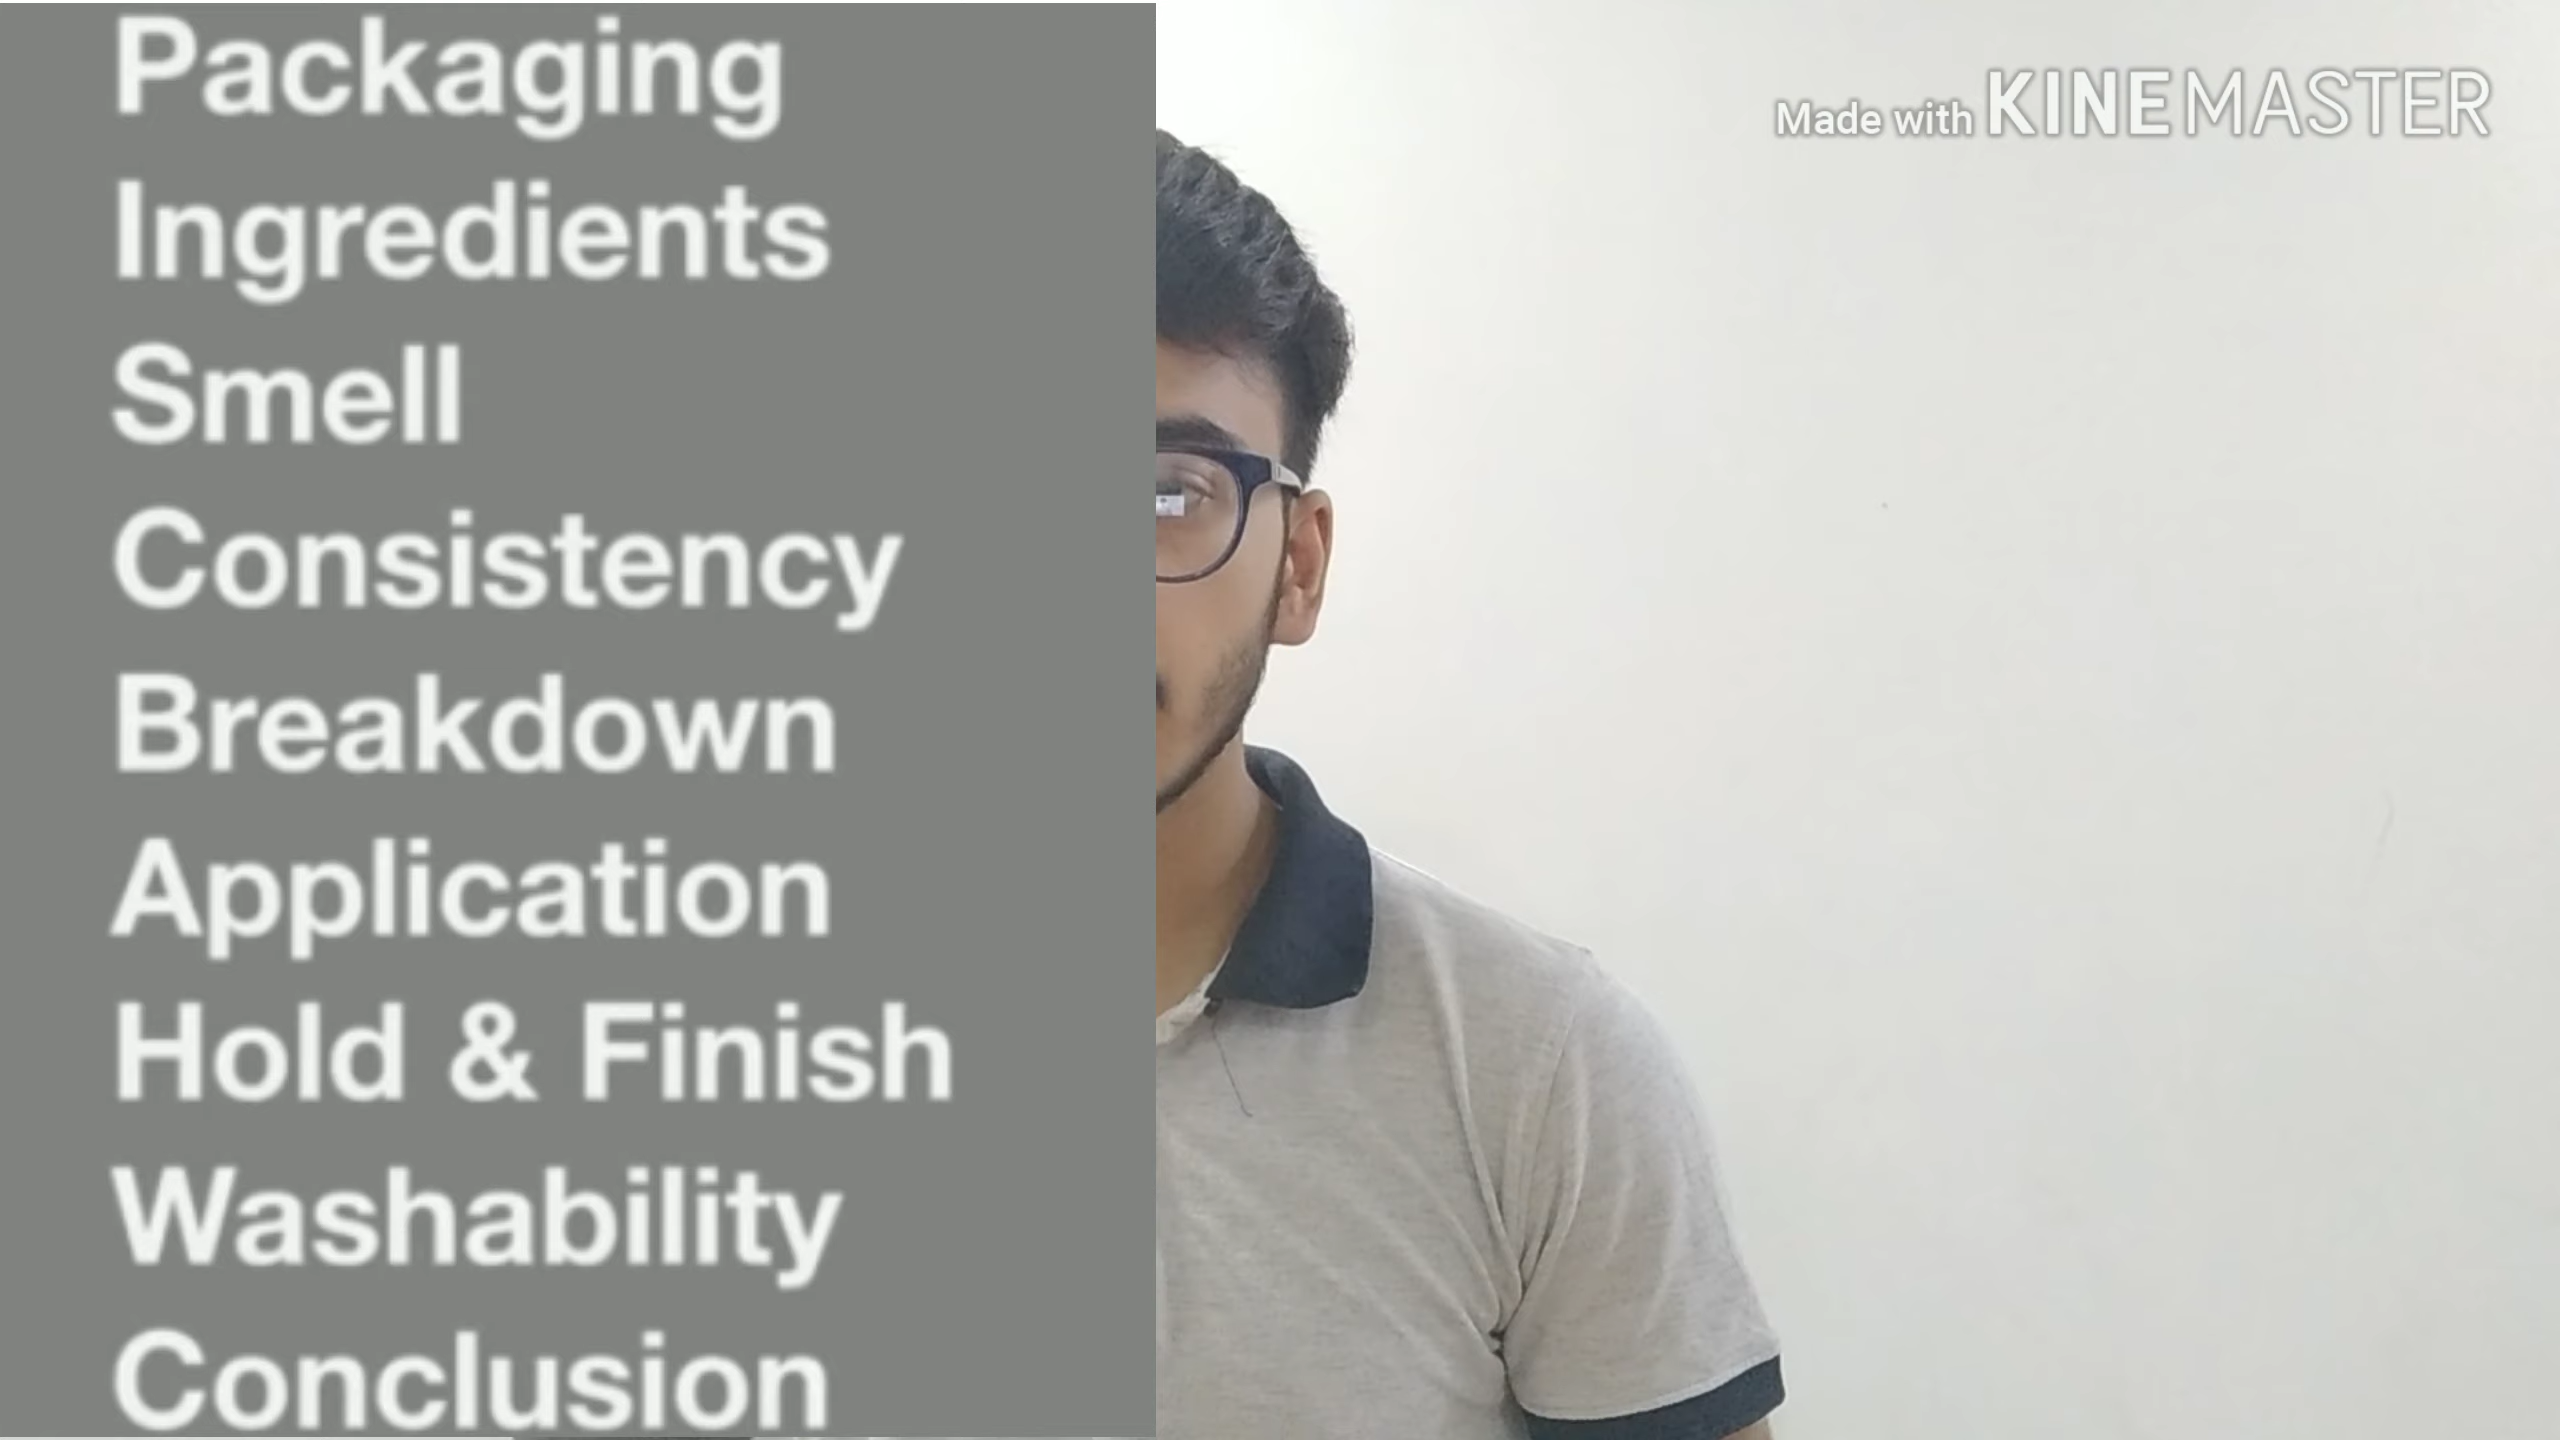 Packaging
Ingredients
Smell
Consistency
Breakdown
Application
Hold & Finish
Washability
Conclusion
Made with KINEMASTER